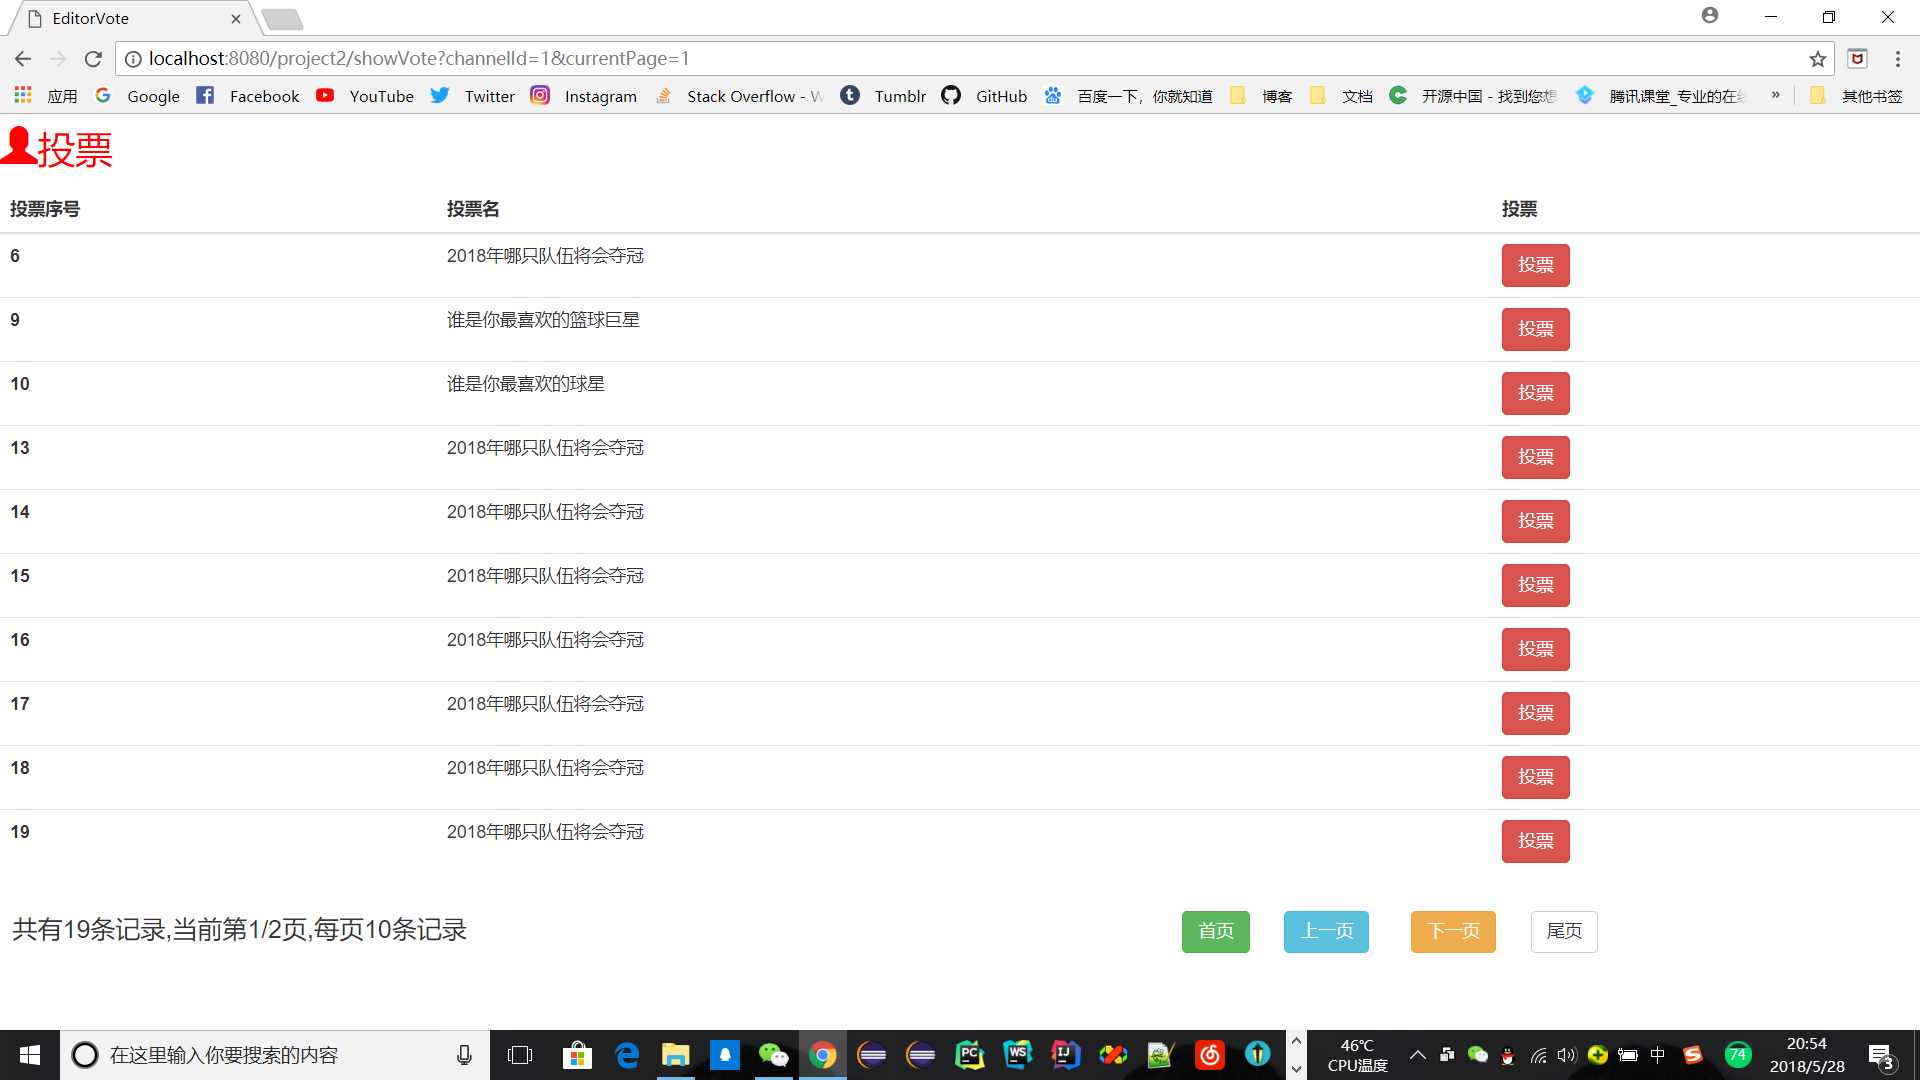 EditorVote
localhost:8080/project2/showVote?channelId=1&currentPage=1
应用 Google Facebook YouTube Twitter Instagram Stack Overflow - W Tumblr GitHub 百度一下，你就知道 博客 文档 开源中国 - 找到您想 腾讯课堂_专业的在线 » 其他书签
投票
投票序号 投票名 投票
6 2018年哪只队伍将会夺冠 投票
9 谁是你最喜欢的篮球巨星 投票
10 谁是你最喜欢的球星 投票
13 2018年哪只队伍将会夺冠 投票
14 2018年哪只队伍将会夺冠 投票
15 2018年哪只队伍将会夺冠 投票
16 2018年哪只队伍将会夺冠 投票
17 2018年哪只队伍将会夺冠 投票
18 2018年哪只队伍将会夺冠 投票
19 2018年哪只队伍将会夺冠 投票
共有19条记录,当前第1/2页,每页10条记录 首页 上一页 下一页 尾页
在这里输入你要搜索的内容 PC WS IJ 46℃ 中 74 20:54
CPU温度 2018/5/28 3